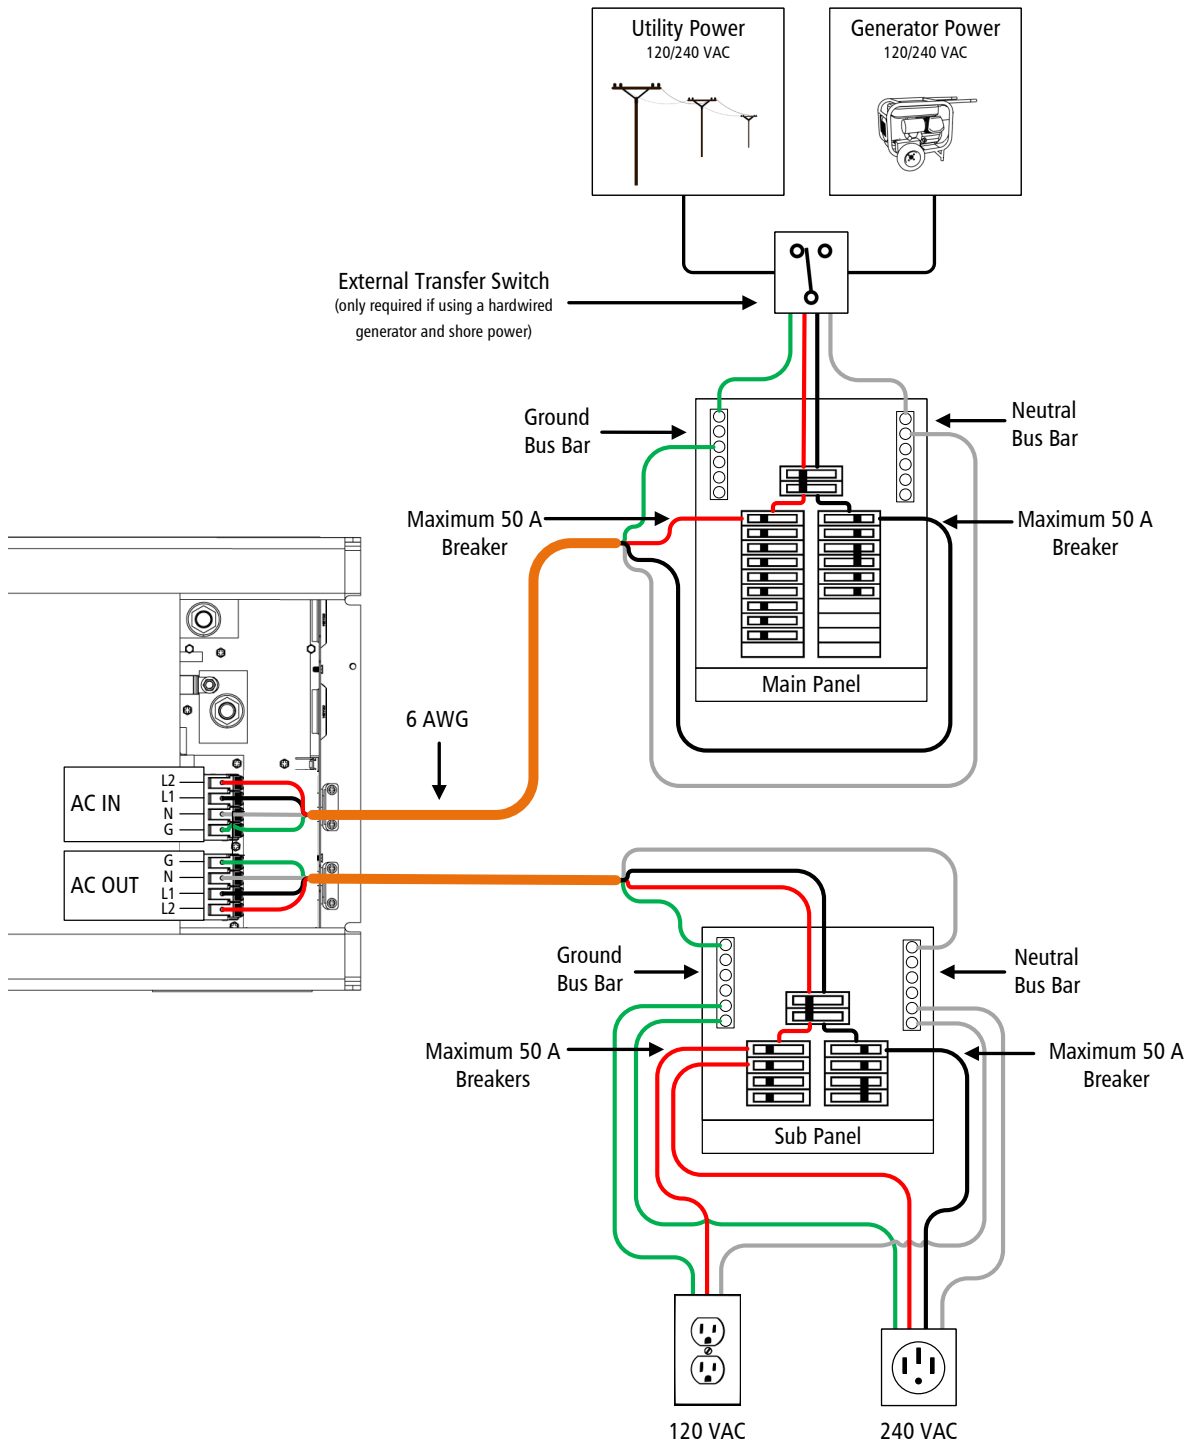 Utility Power
120/240 VAC
Generator Power
120/240 VAC
External Transfer Switch
(only required if using a hardwired
generator and shore power)
Ground
Bus Bar
Neutral
Bus Bar
Maximum 50 A
Breaker
Maximum 50 A
Breaker
Main Panel
6 AWG
AC IN
L2
L1
N
G
AC OUT
G
N
L1
L2
Ground
Bus Bar
Neutral
Bus Bar
Maximum 50 A
Breakers
Maximum 50 A
Breaker
Sub Panel
120 VAC
240 VAC